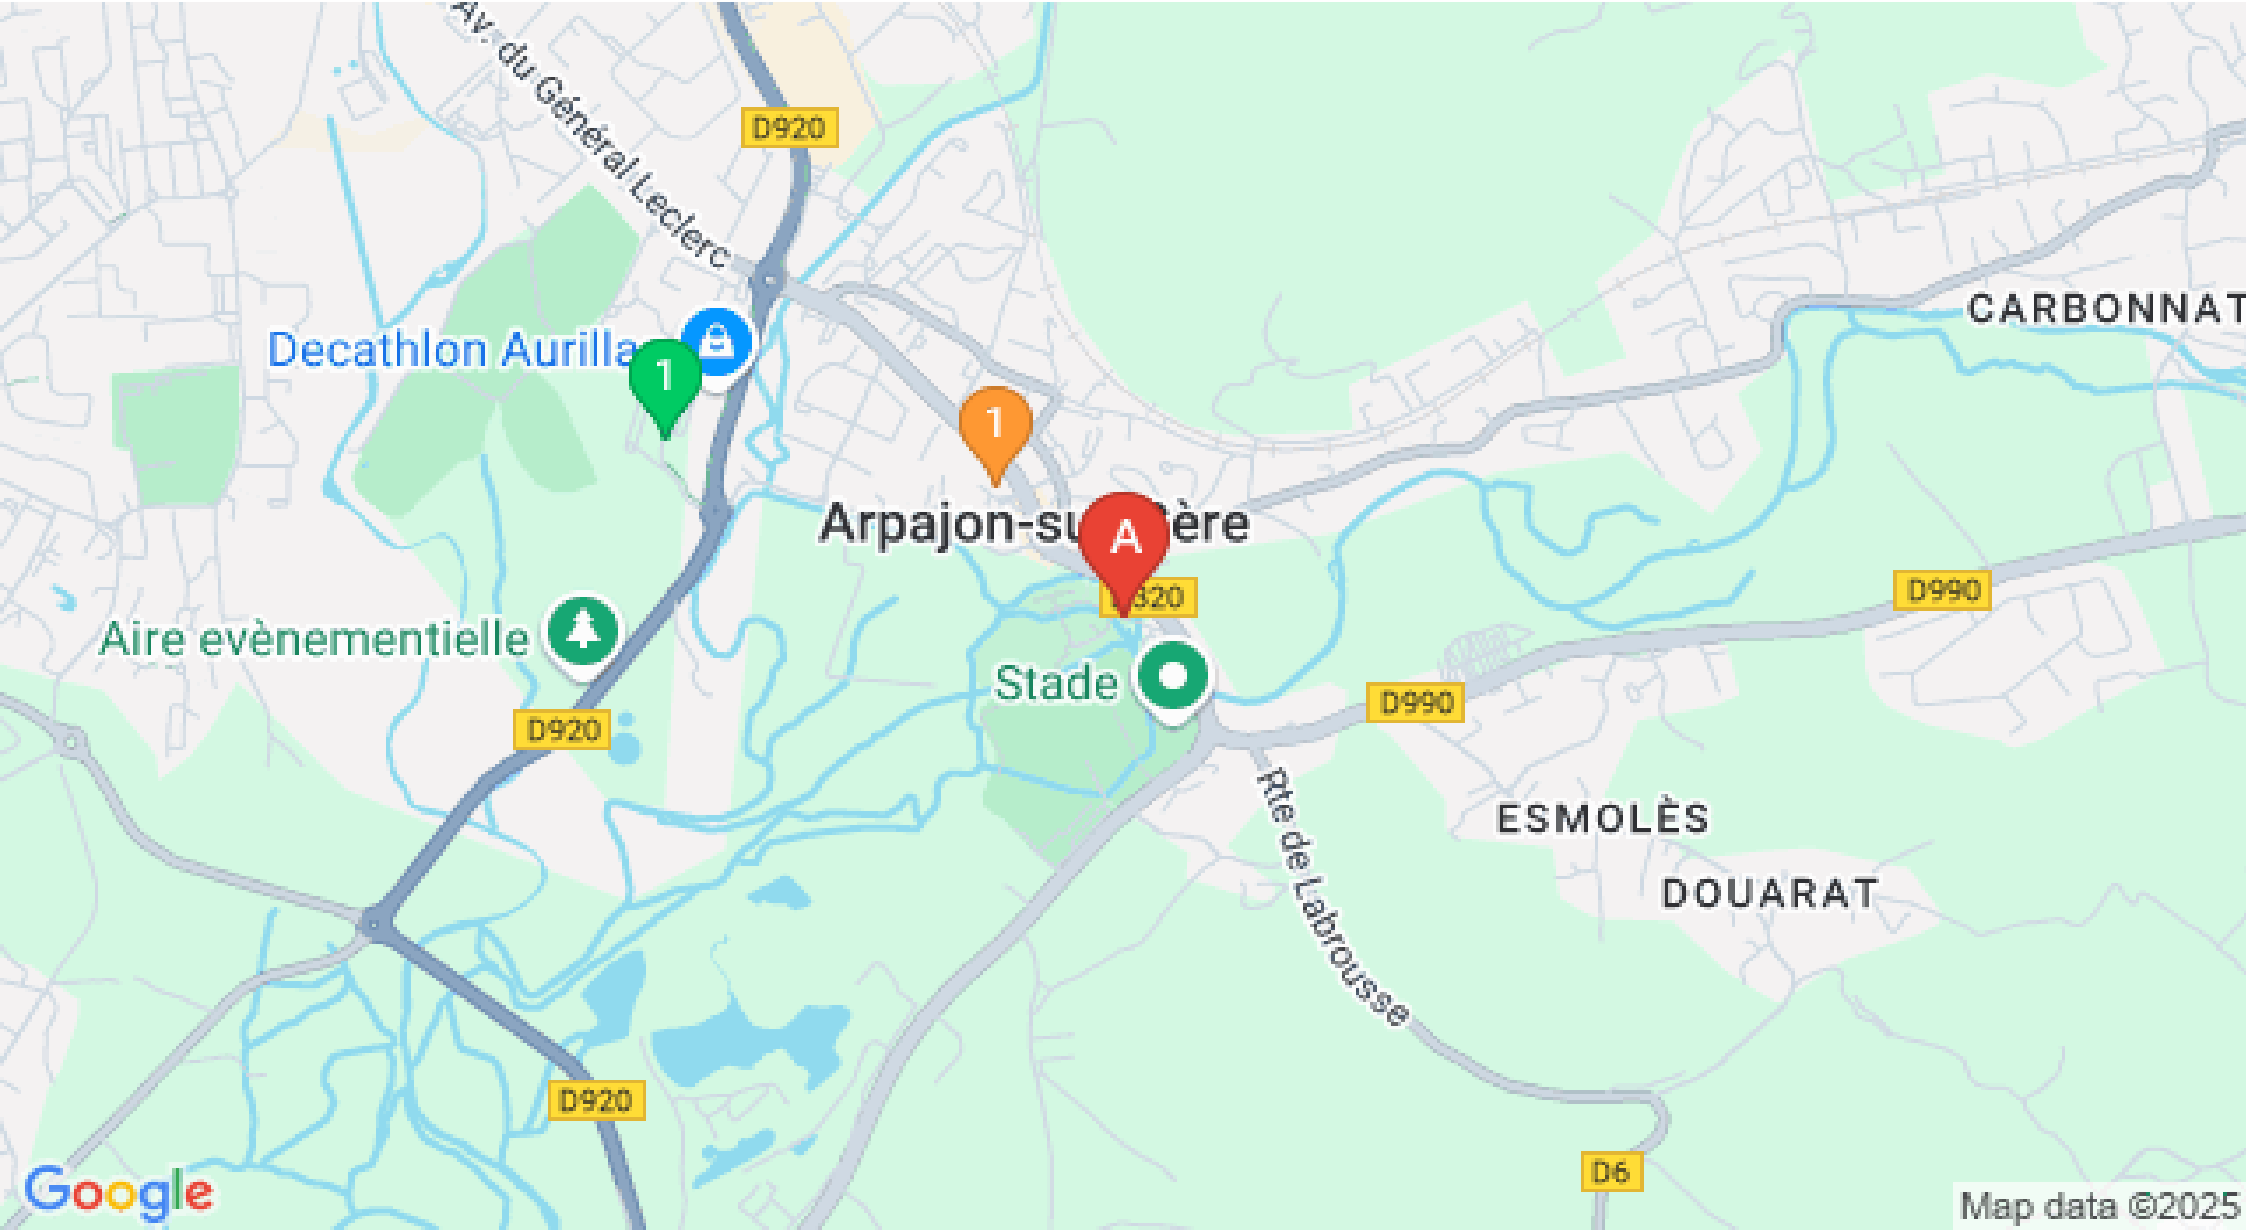 Av. du Général Leclerc
D920
CARBONNAT
Decathlon Aurilla
1
1
Arpajon-su ère
A
D990
Aire evènementielle
Stade
D990
D920
Rte de Labrousse
ESMOLÈS
DOUARAT
D920
D6
Google
Map data ©2025